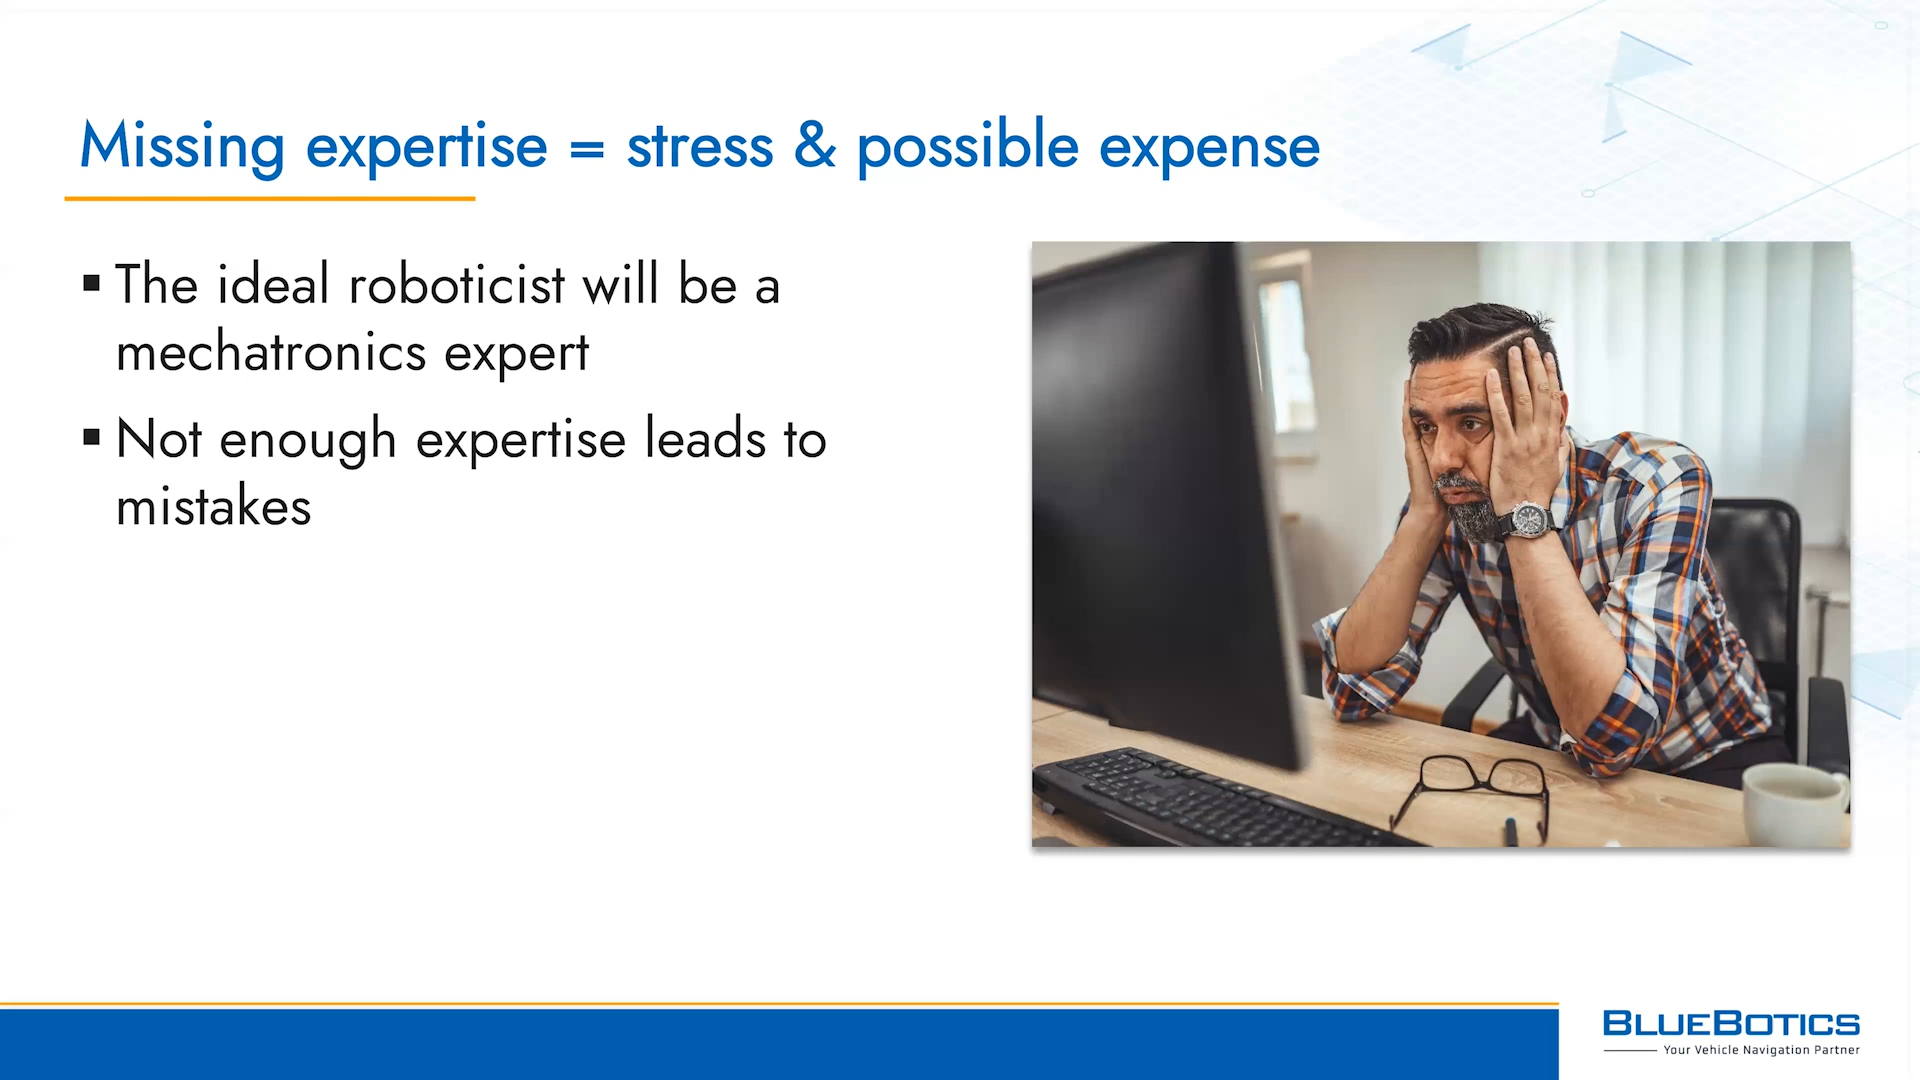 Missing expertise = stress & possible expense
▪ The ideal roboticist will be a
mechatronics expert
▪ Not enough expertise leads to
mistakes
BLUEBOTICS
Your Vehicle Navigation Partner